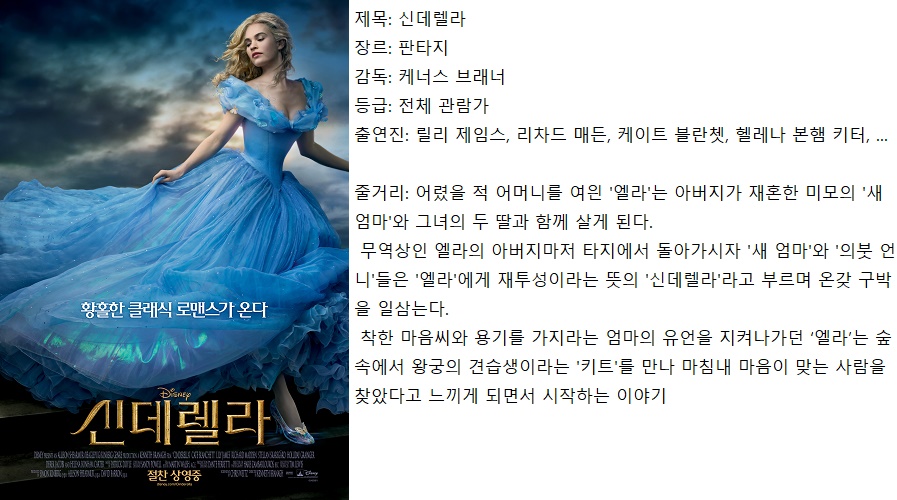 황홀한 클래식 로맨스가 온다
Disney
신데렐라
절찬 상영중
제목: 신데렐라
장르: 판타지
감독: 케너스 브래너
등급: 전체 관람가
출연진: 릴리 제임스, 리차드 매든, 케이트 블란쳇, 헬레나 본햄 키터, ...
줄거리: 어렸을 적 어머니를 여읜 '엘라'는 아버지가 재혼한 미모의 '새
엄마'와 그녀의 두 딸과 함께 살게 된다.
무역상인 엘라의 아버지마저 타지에서 돌아가시자 '새 엄마'와 '의붓 언
니'들은 '엘라'에게 재투성이라는 뜻의 '신데렐라'라고 부르며 온갖 구박
을 일삼는다.
착한 마음씨와 용기를 가지라는 엄마의 유언을 지켜나가던 ‘엘라’는 숲
속에서 왕궁의 견습생이라는 '키트'를 만나 마침내 마음이 맞는 사람을
찾았다고 느끼게 되면서 시작하는 이야기